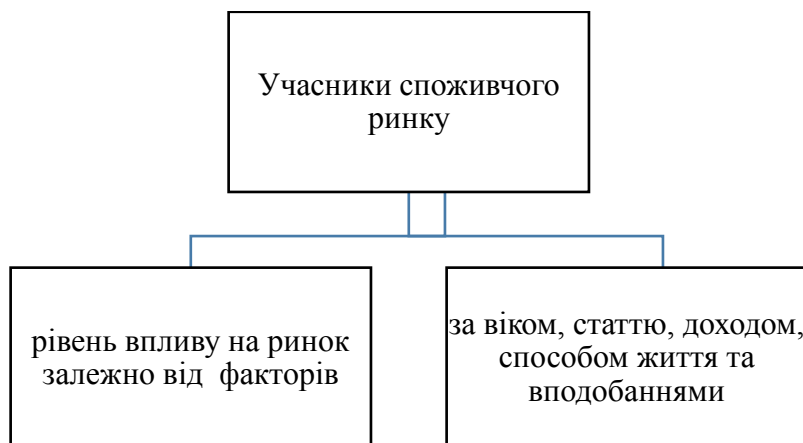 Учасники споживчого
ринку
рівень впливу на ринок
залежно від факторів
за віком, статтю, доходом,
способом життя та
вподобаннями